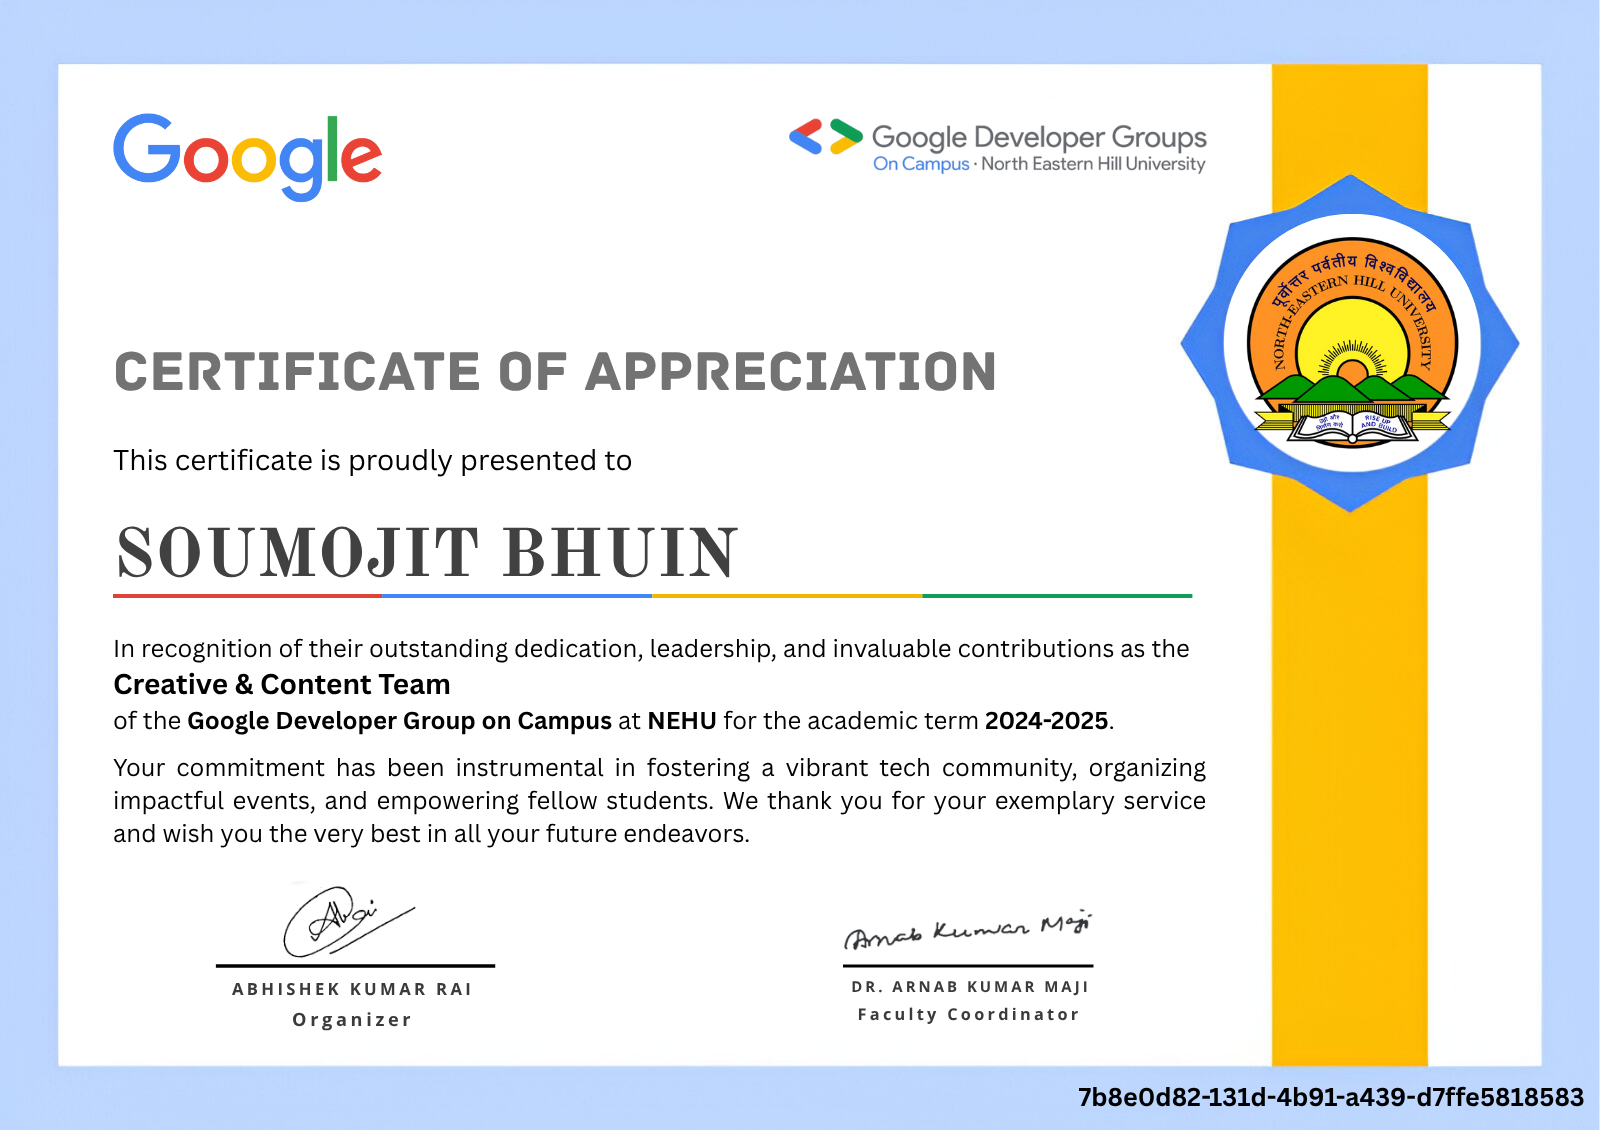 Google
Google Developer Groups
On Campus · North Eastern Hill University
पूर्वोत्तर पर्वतीय विश्वविद्यालय
NORTH-EASTERN HILL UNIVERSITY
RISE UP
AND BUILD
CERTIFICATE OF APPRECIATION
This certificate is proudly presented to
SOUMOJIT BHUIN
In recognition of their outstanding dedication, leadership, and invaluable contributions as the
Creative & Content Team
of the Google Developer Group on Campus at NEHU for the academic term 2024-2025.
Your commitment has been instrumental in fostering a vibrant tech community, organizing
impactful events, and empowering fellow students. We thank you for your exemplary service
and wish you the very best in all your future endeavors.
Arnab Kumar Maji
ABHISHEK KUMAR RAI
Organizer
DR. ARNAB KUMAR MAJI
Faculty Coordinator
7b8e0d82-131d-4b91-a439-d7ffe5818583